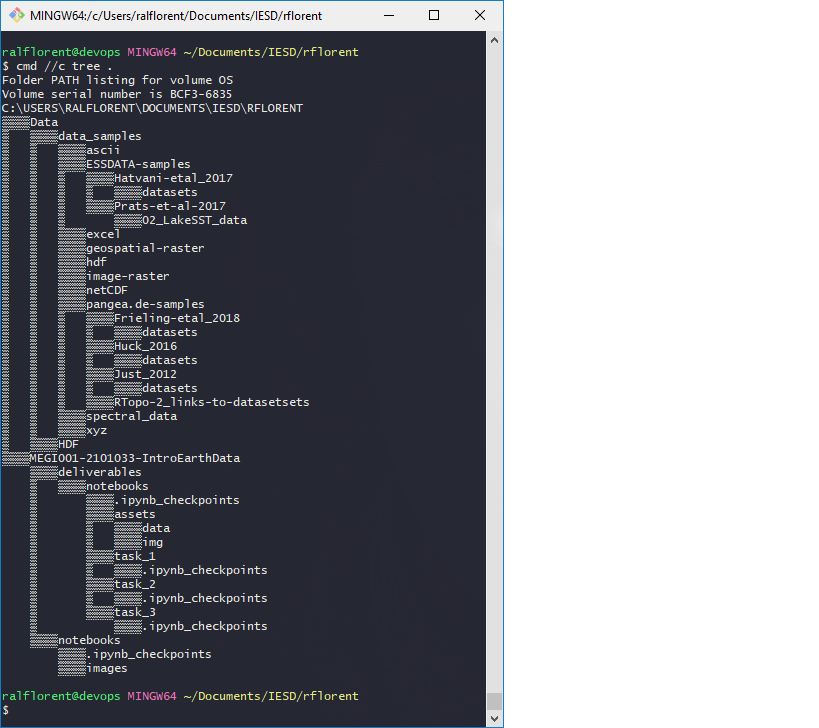 MINGW64:/c/Users/ralflorent/Documents/IESD/rflorent
ralflorent@devops MINGW64 ~/Documents/IESD/rflorent
$ cmd //c tree .
Folder PATH listing for volume OS
Volume serial number is BCF3-6835
C:\USERS\RALFLORENT\DOCUMENTS\IESD\RFLORENT
Data
data_samples
ascii
ESSDATA-samples
Hatvani-etal_2017
datasets
Prats-et-al-2017
02_LakeSST_data
excel
geospatial-raster
hdf
image-raster
netCDF
pangea.de-samples
Frieling-etal_2018
datasets
Huck_2016
datasets
Just_2012
datasets
RTopo-2_links-to-datasetsets
spectral_data
xyz
HDF
MEGI001-2101033-IntroEarthData
deliverables
notebooks
.ipynb_checkpoints
assets
data
img
task_1
.ipynb_checkpoints
task_2
.ipynb_checkpoints
task_3
.ipynb_checkpoints
notebooks
.ipynb_checkpoints
images
ralflorent@devops MINGW64 ~/Documents/IESD/rflorent
$